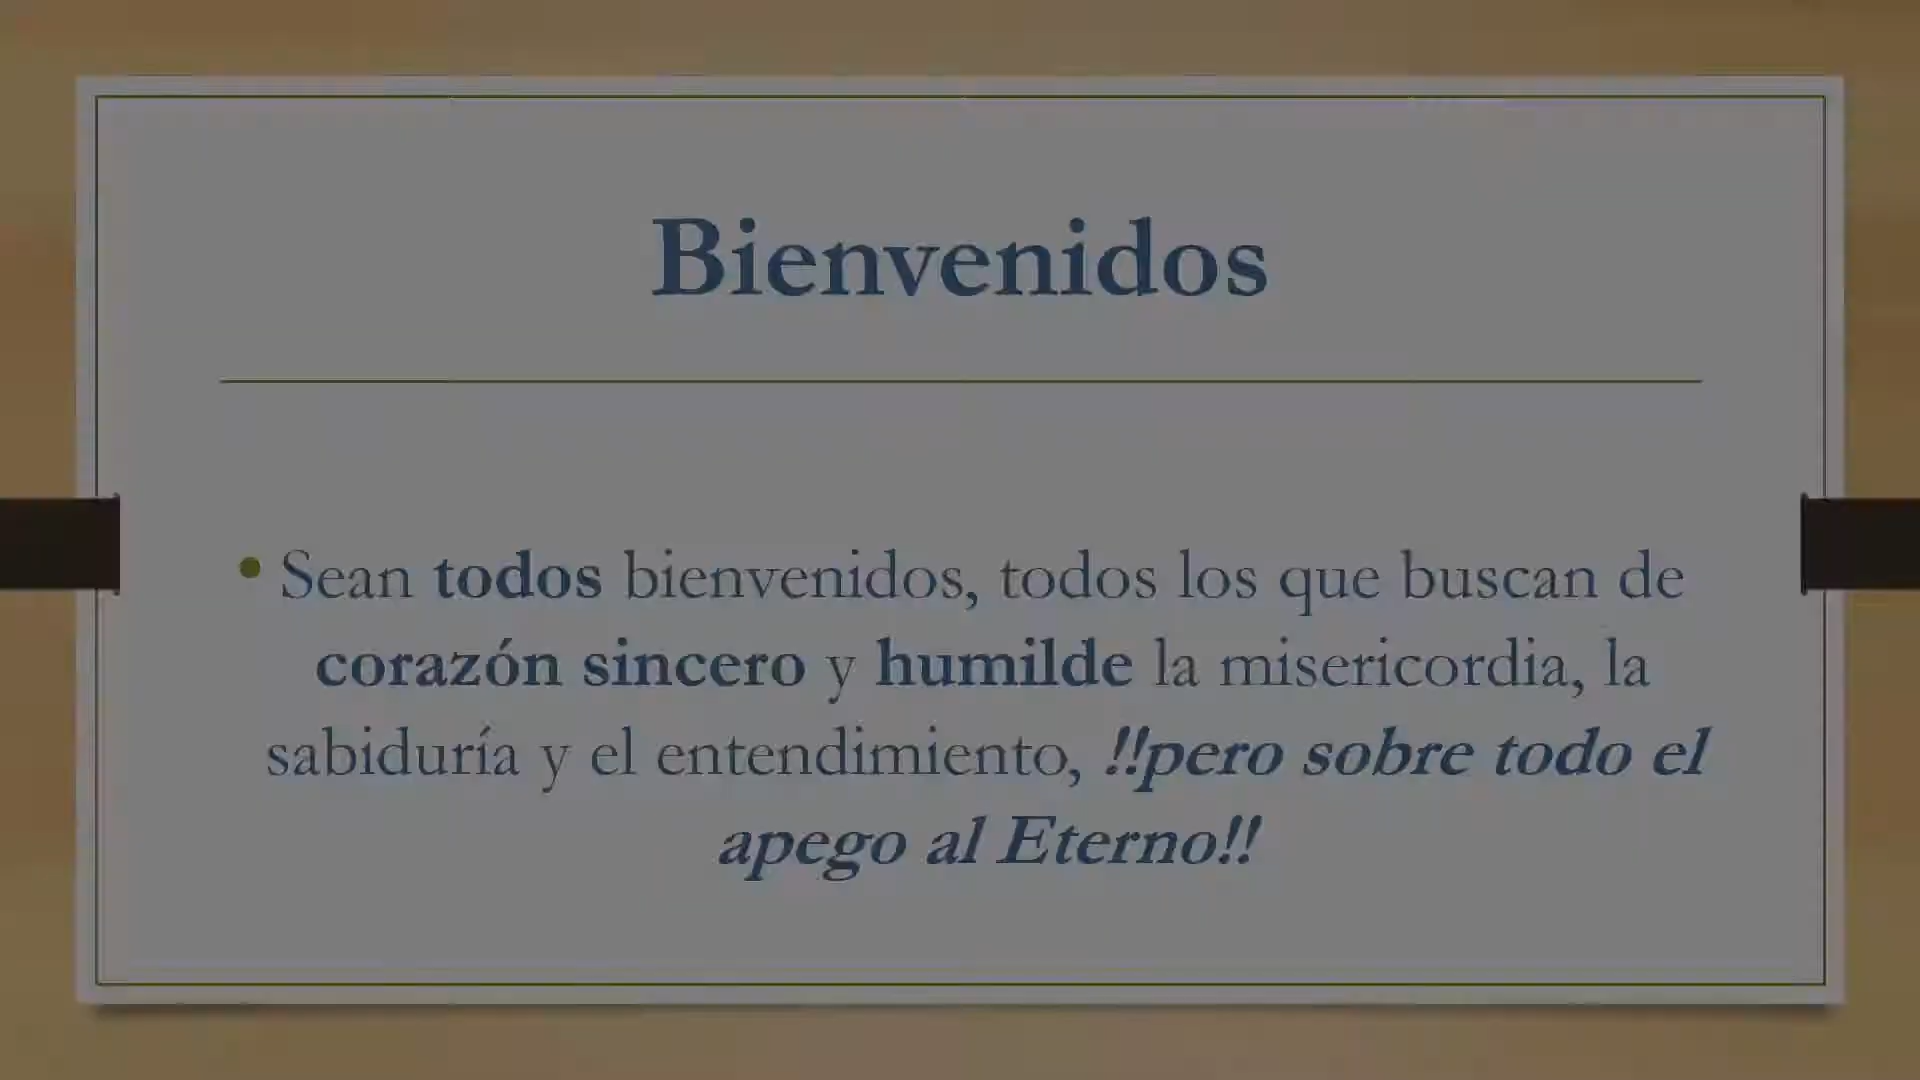 Bienvenidos
• Sean todos bienvenidos, todos los que buscan de
corazón sincero y humilde la misericordia, la
sabiduría y el entendimiento, !!pero sobre todo el
apego al Eterno!!